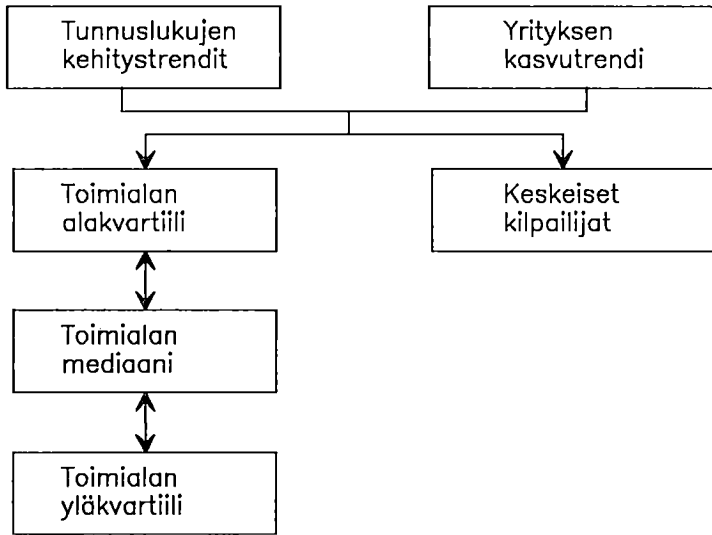 Tunnuslukujen
kehitystrendit
Yrityksen
kasvutrendi
Toimialan
alakvartiili
Keskeiset
kilpailijat
Toimialan
mediaani
Toimialan
yläkvartiili